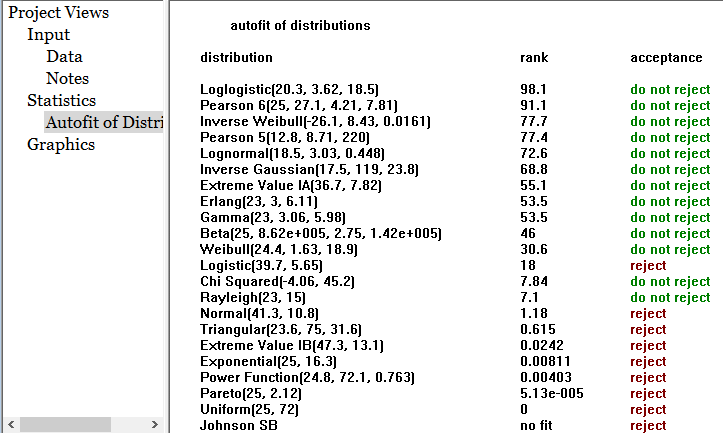 Project Views
Input
Data
Notes
Statistics
Autofit of Distri
Graphics
autofit of distributions
distribution rank acceptance
Loglogistic(20.3, 3.62, 18.5) 98.1 do not reject
Pearson 6(25, 27.1, 4.21, 7.81) 91.1 do not reject
Inverse Weibull(-26.1, 8.43, 0.0161) 77.7 do not reject
Pearson 5(12.8, 8.71, 220) 77.4 do not reject
Lognormal(18.5, 3.03, 0.448) 72.6 do not reject
Inverse Gaussian(17.5, 119, 23.8) 68.8 do not reject
Extreme Value IA(36.7, 7.82) 55.1 do not reject
Erlang(23, 3, 6.11) 53.5 do not reject
Gamma(23, 3.06, 5.98) 53.5 do not reject
Beta(25, 8.62e+005, 2.75, 1.42e+005) 46 do not reject
Weibull(24.4, 1.63, 18.9) 30.6 do not reject
Logistic(39.7, 5.65) 18 reject
Chi Squared(-4.06, 45.2) 7.84 do not reject
Rayleigh(23, 15) 7.1 do not reject
Normal(41.3, 10.8) 1.18 reject
Triangular(23.6, 75, 31.6) 0.615 reject
Extreme Value IB(47.3, 13.1) 0.0242 reject
Exponential(25, 16.3) 0.00811 reject
Power Function(24.8, 72.1, 0.763) 0.00403 reject
Pareto(25, 2.12) 5.13e-005 reject
Uniform(25, 72) 0 reject
Johnson SB no fit reject